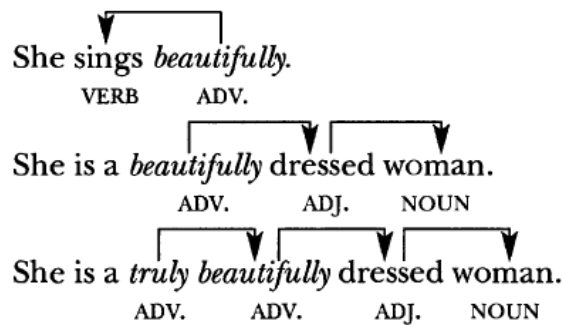 She sings beautifully.
VERB ADV.
She is a beautifully dressed woman.
ADV. ADJ. NOUN
She is a truly beautifully dressed woman.
ADV. ADV. ADJ. NOUN